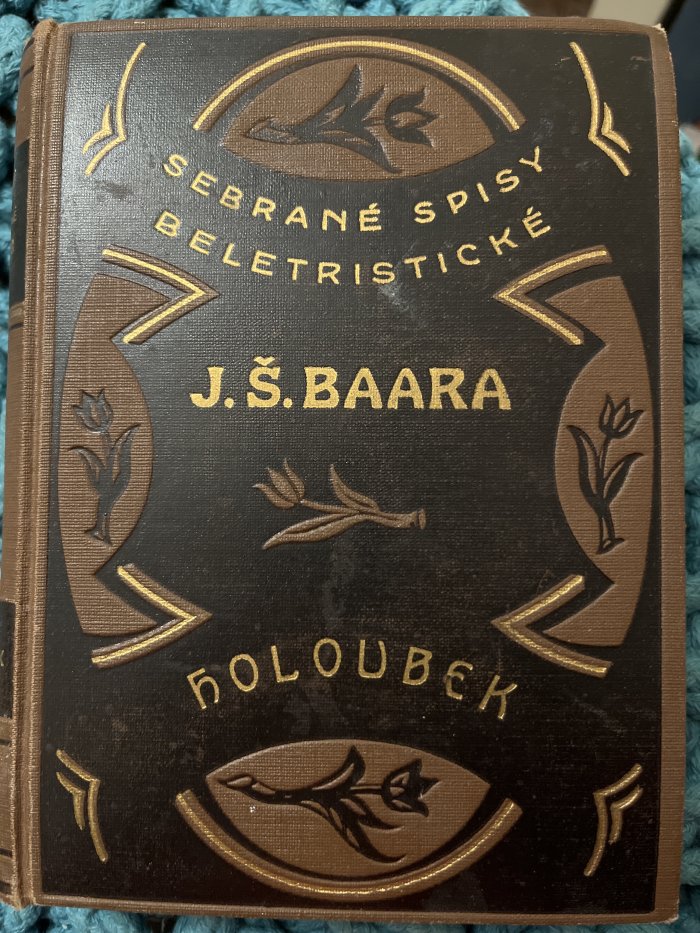 SEBRANÉ SPISY
BELETRISTICKÉ
J.Š.BAARA
HOLOUBEK